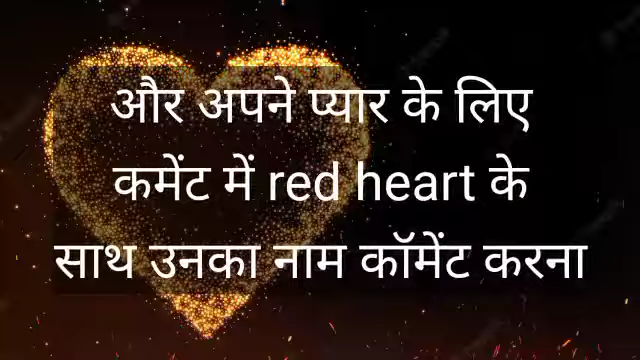 और अपने प्यार के लिए
कमेंट में red heart के
साथ उनका नाम कॉमेंट करना